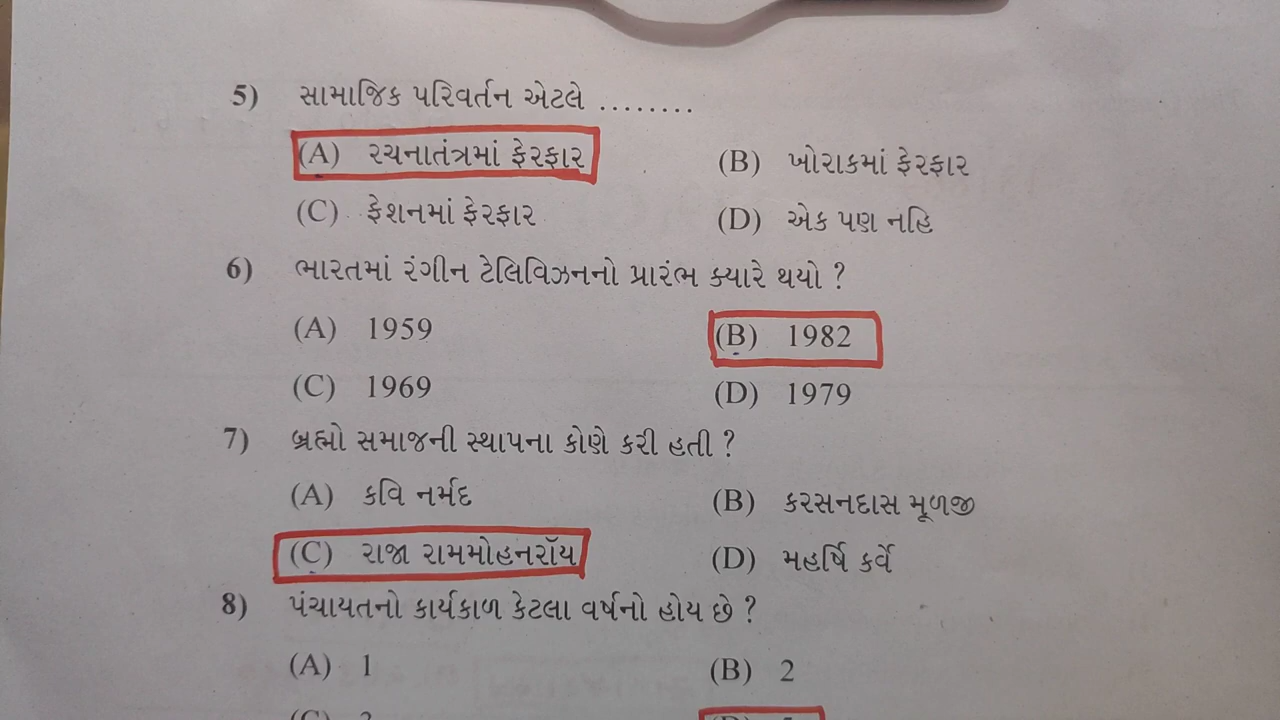 5) સામાજિક પરિવર્તન એટલે ........
(A) રચનાતંત્રમાં ફેરફાર (B) ખોરાકમાં ફેરફાર
(C) ફેશનમાં ફેરફાર (D) એક પણ નહિ
6) ભારતમાં રંગીન ટેલિવિઝનનો પ્રારંભ ક્યારે થયો ?
(A) 1959 (B) 1982
(C) 1969 (D) 1979
7) બ્રહ્મો સમાજની સ્થાપના કોણે કરી હતી ?
(A) કવિ નર્મદ (B) કરસનદાસ મૂળજી
(C) રાજા રામમોહનરૉય (D) મહર્ષિ કર્વે
8) પંચાયતનો કાર્યકાળ કેટલા વર્ષનો હોય છે ?
(A) 1 (B) 2